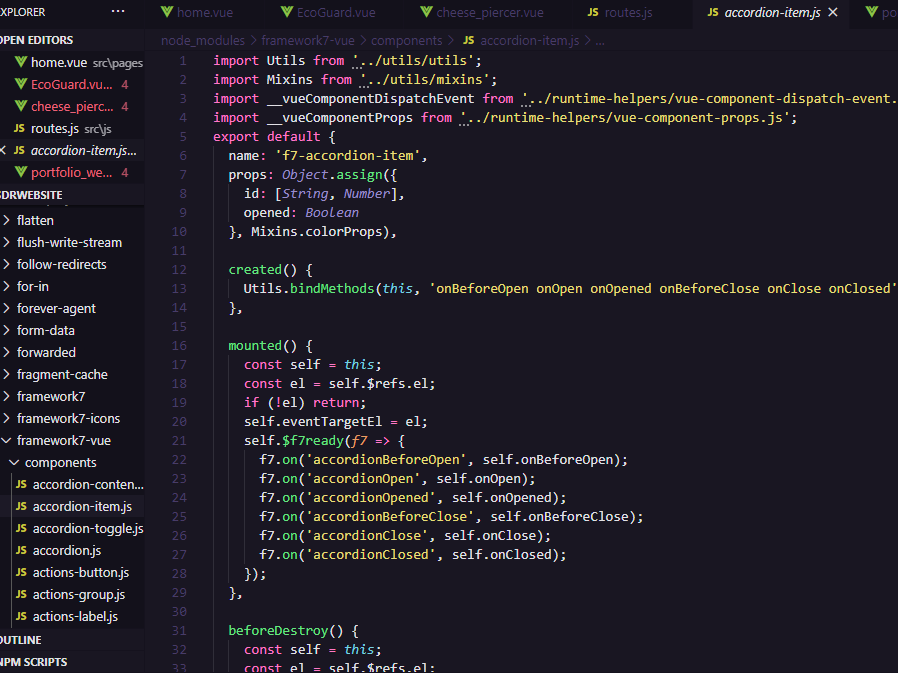 XPLORER ...
home.vue EcoGuard.vue cheese_piercer.vue JS routes.js JS accordion-item.js po
OPEN EDITORS
home.vue src\pages
EcoGuard.vu... 4
cheese_pierc... 4
JS routes.js src\js
JS accordion-item.js...
portfolio_we... 4
SDRWEBSITE
flatten
flush-write-stream
follow-redirects
for-in
forever-agent
form-data
forwarded
fragment-cache
framework7
framework7-icons
framework7-vue
components
JS accordion-conten...
JS accordion-item.js
JS accordion-toggle.js
JS accordion.js
JS actions-button.js
JS actions-group.js
JS actions-label.js
OUTLINE
NPM SCRIPTS
node_modules > framework7-vue > components > JS accordion-item.js > ...
1 import Utils from '../utils/utils';
2 import Mixins from '../utils/mixins';
3 import __vueComponentDispatchEvent from '../runtime-helpers/vue-component-dispatch-event.
4 import __vueComponentProps from '../runtime-helpers/vue-component-props.js';
5 export default {
6 name: 'f7-accordion-item',
7 props: Object.assign({
8 id: [String, Number],
9 opened: Boolean
10 }, Mixins.colorProps),
11
12 created() {
13 Utils.bindMethods(this, 'onBeforeOpen onOpen onOpened onBeforeClose onClose onClosed'
14 },
15
16 mounted() {
17 const self = this;
18 const el = self.$refs.el;
19 if (!el) return;
20 self.eventTargetEl = el;
21 self.$f7ready(f7 => {
22 f7.on('accordionBeforeOpen', self.onBeforeOpen);
23 f7.on('accordionOpen', self.onOpen);
24 f7.on('accordionOpened', self.onOpened);
25 f7.on('accordionBeforeClose', self.onBeforeClose);
26 f7.on('accordionClose', self.onClose);
27 f7.on('accordionClosed', self.onClosed);
28 });
29 },
30
31 beforeDestroy() {
32 const self = this;
33 const el = self.$refs.el;